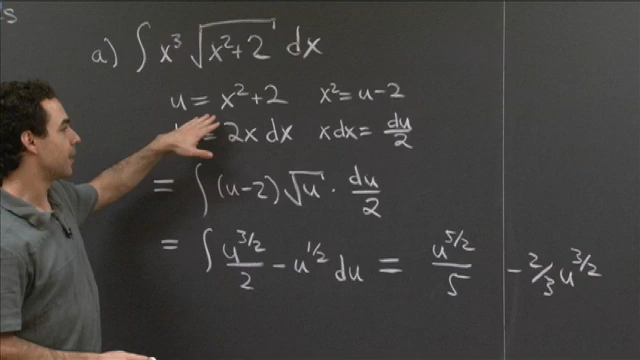 a) ∫ x³ √(x²+2) dx
u = x²+2 x² = u-2
= 2x dx x dx = du/2
= ∫ (u-2) √u · du/2
= ∫ u^(3/2)/2 - u^(1/2) du = u^(5/2)/5 - 2/3 u^(3/2)